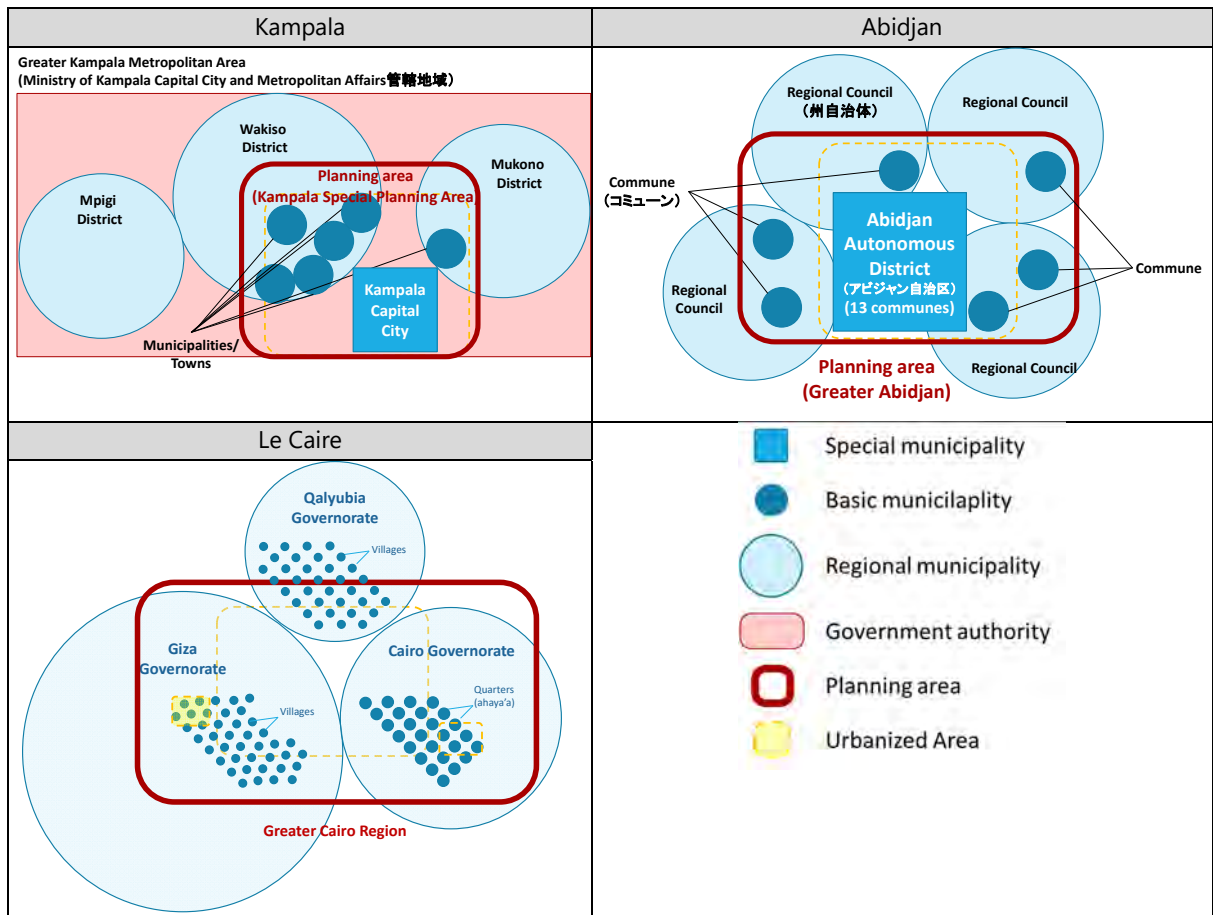 Kampala
Greater Kampala Metropolitan Area
(Ministry of Kampala Capital City and Metropolitan Affairs管轄地域)
Wakiso
District
Mukono
District
Mpigi
District
Planning area
(Kampala Special Planning Area)
Kampala
Capital
City
Municipalities/
Towns
Abidjan
Regional Council
(州自治体)
Regional Council
Commune
(コミューン)
Abidjan
Autonomous
District
(アビジャン自治区)
(13 communes)
Commune
Regional
Council
Regional Council
Planning area
(Greater Abidjan)
Le Caire
Qalyubia
Governorate
Villages
Giza
Governorate
Villages
Cairo Governorate
Quarters
(ahaya'a)
Greater Cairo Region
Special municipality
Basic municilaplity
Regional municipality
Government authority
Planning area
Urbanized Area